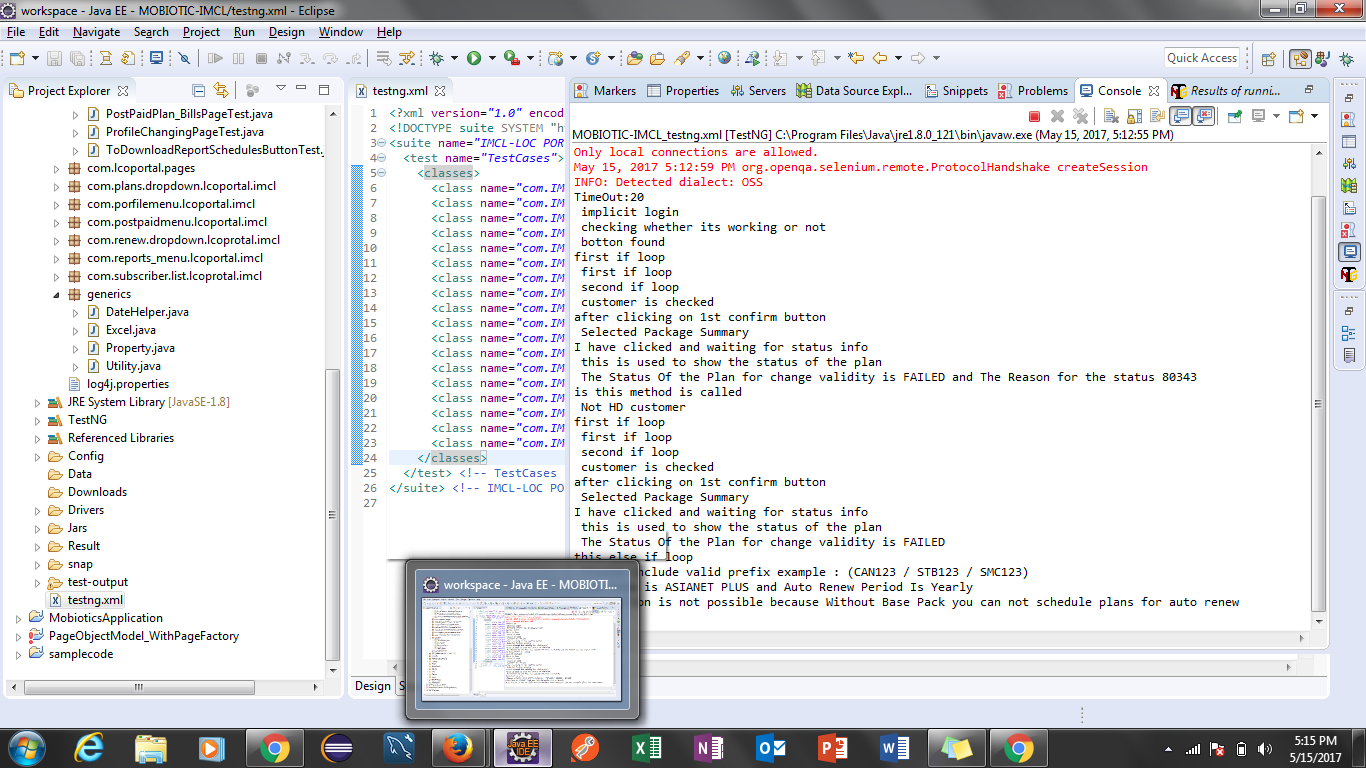 workspace - Java EE - MOBIOTIC-IMCL/testng.xml - Eclipse
File Edit Navigate Search Project Run Design Window Help
Quick Access
Project Explorer
PostPaidPlan_BillsPageTest.java
ProfileChangingPageTest.java
ToDownloadReportSchedulesButtonTest.
com.lcoportal.pages
com.plans.dropdown.lcoportal.imcl
com.porfilemenu.lcoportal.imcl
com.postpaidmenu.imcl
com.renew.dropdown.lcoprotal.imcl
com.reports_menu.lcoportal.imcl
com.subscriber.list.lcoprotal.imcl
generics
DateHelper.java
Excel.java
Property.java
Utility.java
log4j.properties
JRE System Library [JavaSE-1.8]
TestNG
Referenced Libraries
Config
Data
Downloads
Drivers
Jars
Result
snap
test-output
testng.xml
MobioticsApplication
PageObjectModel_WithPageFactory
samplecode
testng.xml
1 <?xml version="1.0" encod
2 <!DOCTYPE suite SYSTEM "h
3 <suite name="IMCL-LOC POR
4 <test name="TestCases">
5 <classes>
6 <class name="com.IM
7 <class name="com.IM
8 <class name="com.IM
9 <class name="com.IM
10 <class name="com.IM
11 <class name="com.IM
12 <class name="com.IM
13 <class name="com.IM
14 <class name="com.IM
15 <class name="com.IM
16 <class name="com.IM
17 <class name="com.IM
18 <class name="com.IM
19 <class name="com.IM
20 <class name="com.IM
21 <class name="com.IM
22 <class name="com.IM
23 <class name="com.IM
24 </classes>
25 </test> <!-- TestCases
26 </suite> <!-- IMCL-LOC PO
27
Design S
Markers Properties Servers Data Source Expl... Snippets Problems Console Results of runni...
MOBIOTIC-IMCL_testng.xml [TestNG] C:\Program Files\Java\jre1.8.0_121\bin\javaw.exe (May 15, 2017, 5:12:55 PM)
Only local connections are allowed.
May 15, 2017 5:12:59 PM org.openqa.selenium.remote.ProtocolHandshake createSession
INFO: Detected dialect: OSS
TimeOut:20
implicit login
checking whether its working or not
botton found
first if loop
first if loop
second if loop
customer is checked
after clicking on 1st confirm button
Selected Package Summary
I have clicked and waiting for status info
this is used to show the status of the plan
The Status Of the Plan for change validity is FAILED and The Reason for the status 80343
is this method is called
Not HD customer
first if loop
first if loop
second if loop
customer is checked
after clicking on 1st confirm button
Selected Package Summary
I have clicked and waiting for status info
this is used to show the status of the plan
The Status Of the Plan for change validity is FAILED
this else if loop
nclude valid prefix example : (CAN123 / STB123 / SMC123)
is ASIANET PLUS and Auto Renew Period Is Yearly
on is not possible because Without Base Pack you can not schedule plans for auto renew
workspace - Java EE - MOBIOTI...
Java EE
IDE
5:15 PM
5/15/2017